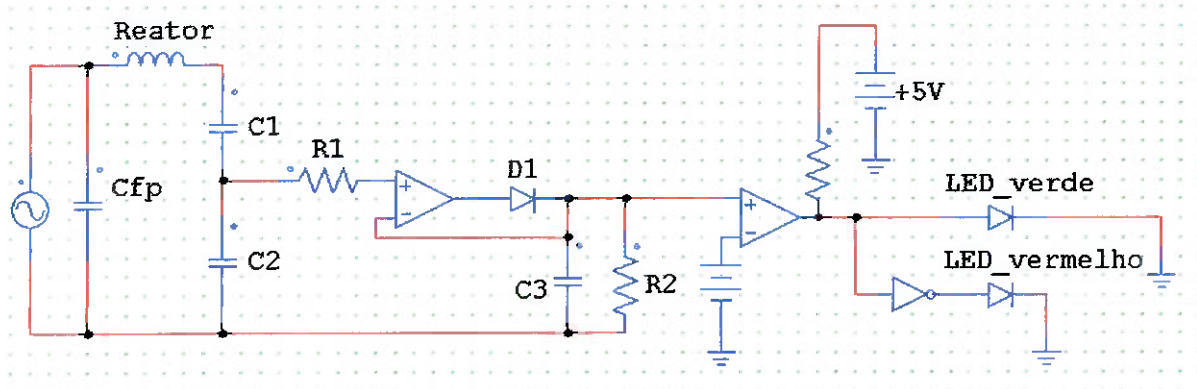 Reator
C1
R1
D1
+5V
Cfp
C2
C3
R2
LED_verde
LED_vermelho